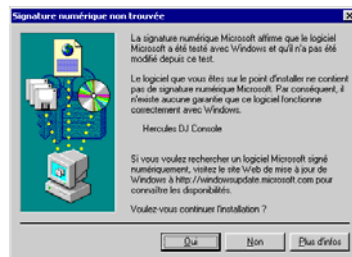 Signature numérique non trouvée
La signature numérique Microsoft affirme que le logiciel
Microsoft a été testé avec Windows et qu'il n'a pas été
modifié depuis ce test.
Le logiciel que vous êtes sur le point d'installer ne contient
pas de signature numérique Microsoft. Par conséquent, il
n'existe aucune garantie que ce logiciel fonctionne
correctement avec Windows.
Hercules DJ Console
Si vous voulez rechercher un logiciel Microsoft signé
numériquement, visitez le site Web de mise à jour de
Windows à http://windowsupdate.microsoft.com pour
connaître les disponibilités.
Voulez-vous continuer l'installation ?
Oui Non Plus d'infos